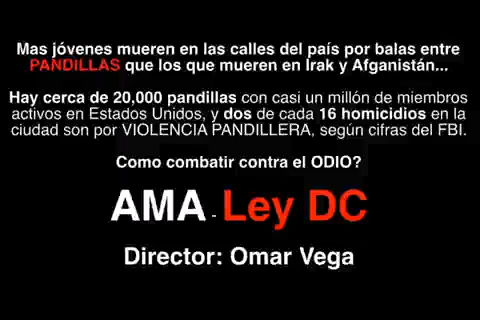 Mas jóvenes mueren en las calles del país por balas entre
PANDILLAS que los que mueren en Irak y Afganistán...
Hay cerca de 20,000 pandillas con casi un millón de miembros
activos en Estados Unidos, y dos de cada 16 homicidios en la
ciudad son por VIOLENCIA PANDILLERA, según cifras del FBI.
Como combatir contra el ODIO?
AMA - Ley DC
Director: Omar Vega